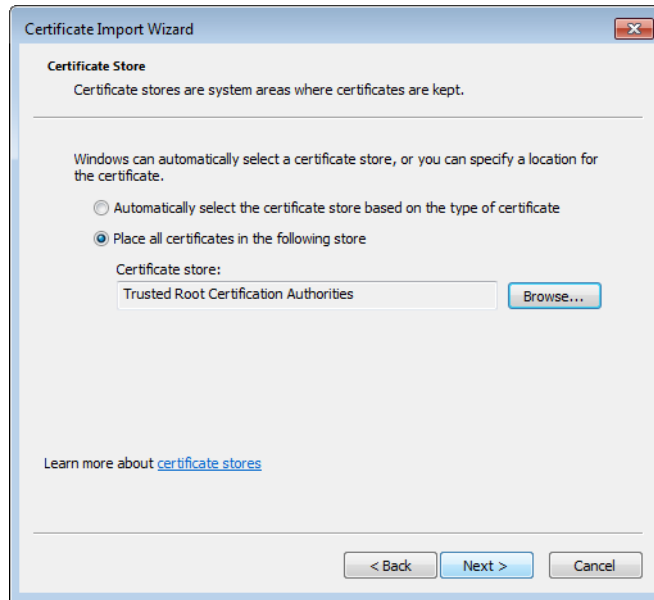 Certificate Import Wizard
Certificate Store
Certificate stores are system areas where certificates are kept.
Windows can automatically select a certificate store, or you can specify a location for
the certificate.
Automatically select the certificate store based on the type of certificate
Place all certificates in the following store
Certificate store:
Trusted Root Certification Authorities
Browse...
Learn more about certificate stores
< Back
Next >
Cancel